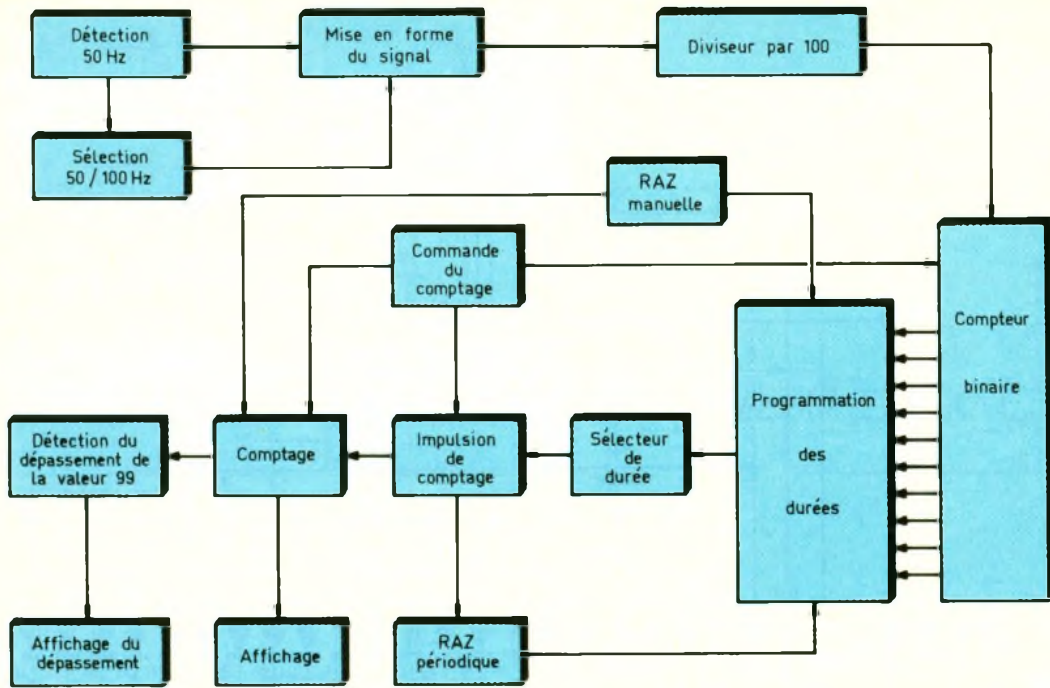 Détection
50 Hz
Mise en forme
du signal
Diviseur par 100
Sélection
50 / 100 Hz
RAZ
manuelle
Commande
du
comptage
Compteur
binaire
Programmation
des
durées
Détection du
dépassement de
la valeur 99
Comptage
Impulsion
de
comptage
Sélecteur
de
durée
Affichage du
dépassement
Affichage
RAZ
périodique